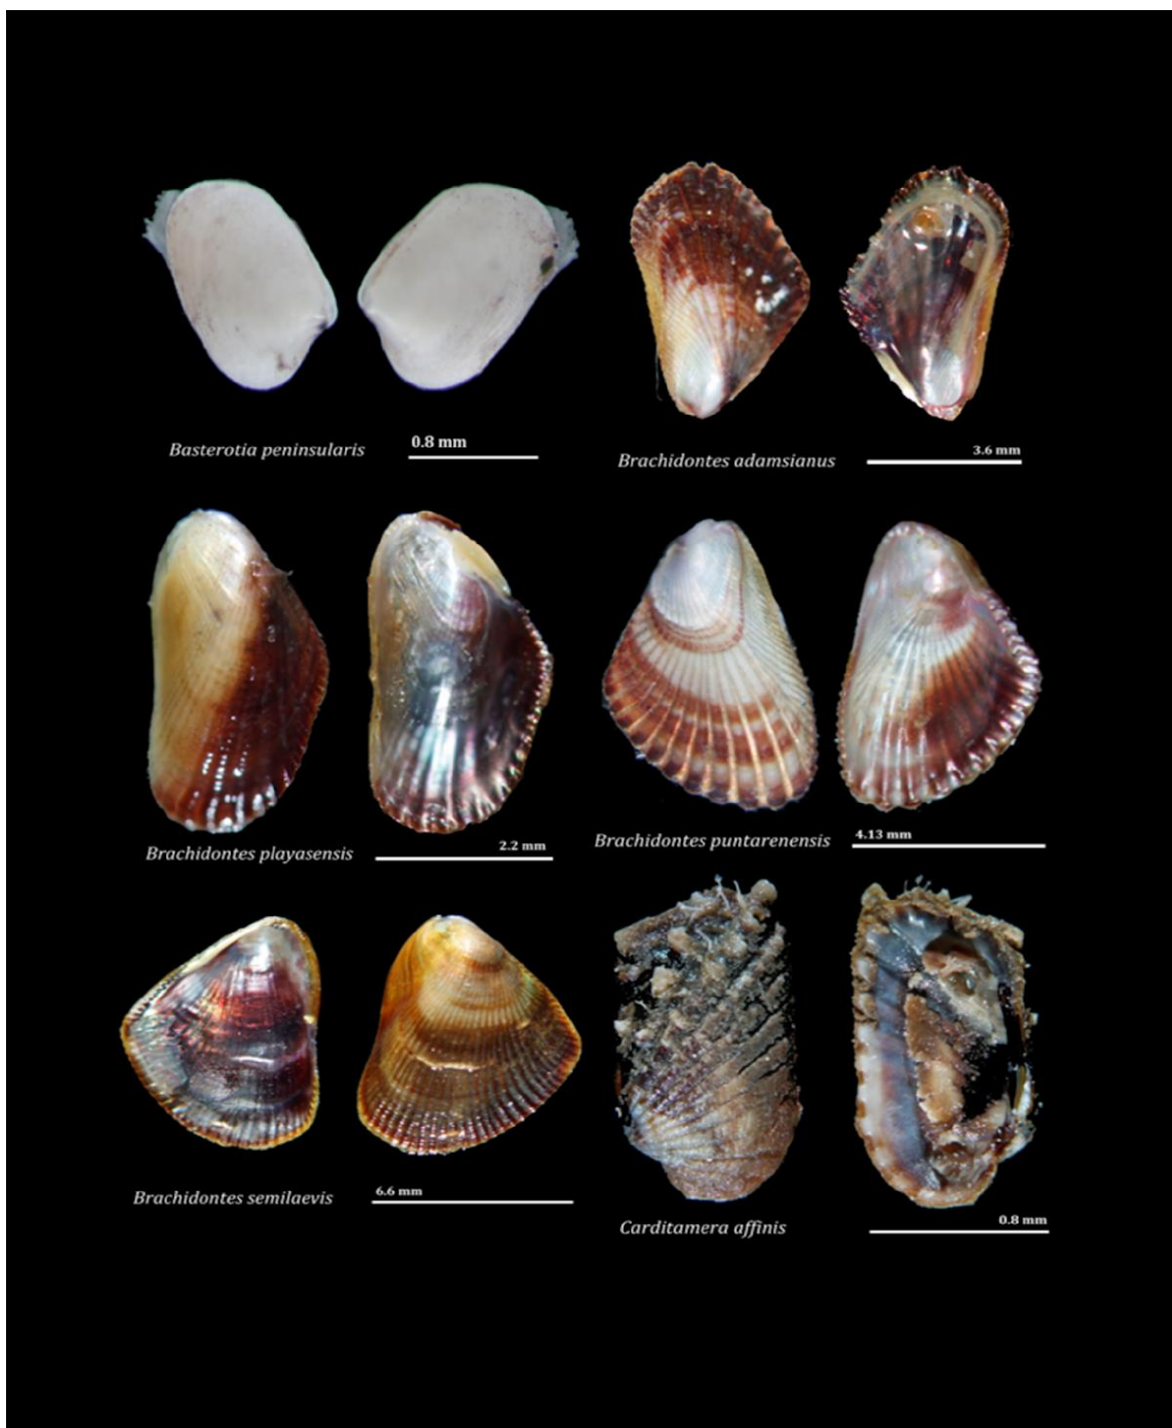 Basterotia peninsularis
0.8 mm
Brachidontes adamsianus
3.6 mm
Brachidontes playasensis
2.2 mm
Brachidontes puntarenensis
4.13 mm
Brachidontes semilaevis
6.6 mm
Carditamera affinis
0.8 mm